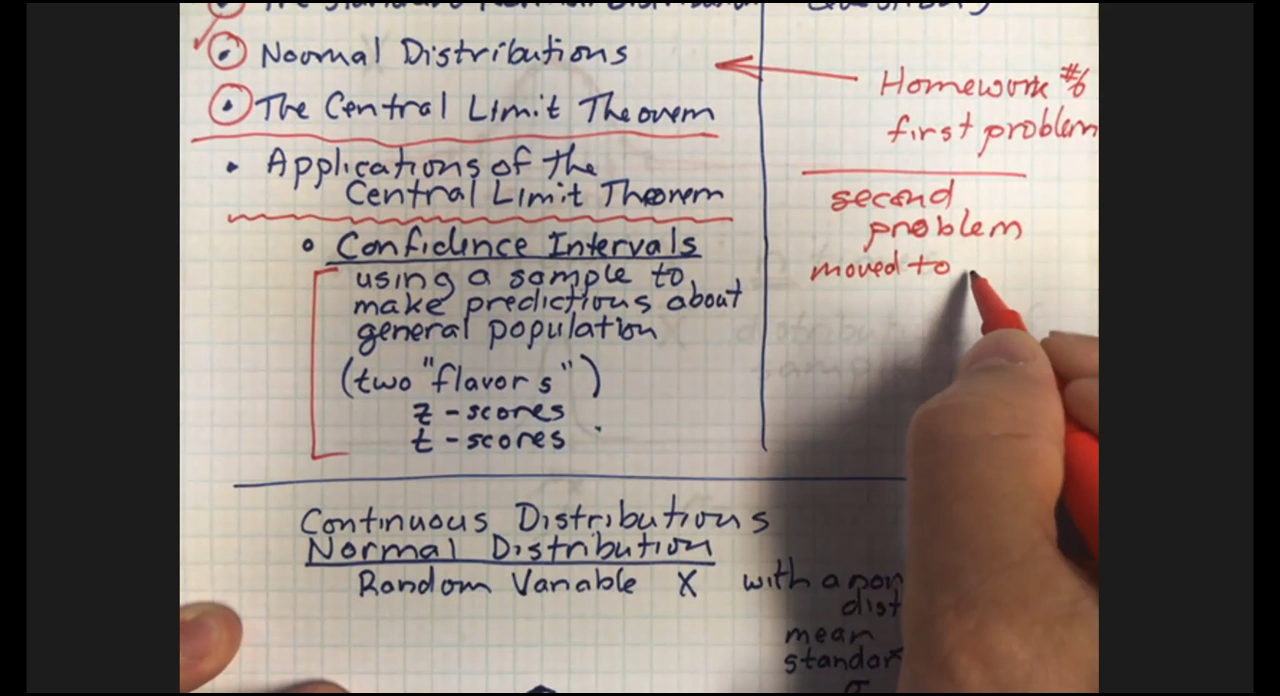 Normal Distributions
The Central Limit Theorem
Applications of the
Central Limit Theorem
Confidence Intervals
using a sample to
make predictions about
general population
(two "flavors")
z - scores
t - scores
Homework #6
first problem
second
problem
moved to
Continuous Distributions
Normal Distribution
Random Variable X with a
mean
σ